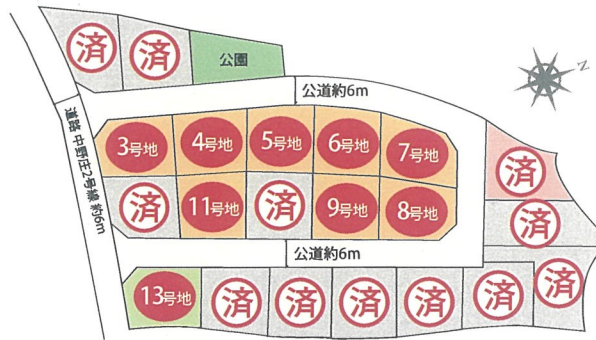 済
済
公園
公道約6m
N
道路 中野庄2号線 約6m
3号地
4号地
5号地
6号地
7号地
済
済
11号地
済
9号地
8号地
済
公道約6m
13号地
済
済
済
済
済
済